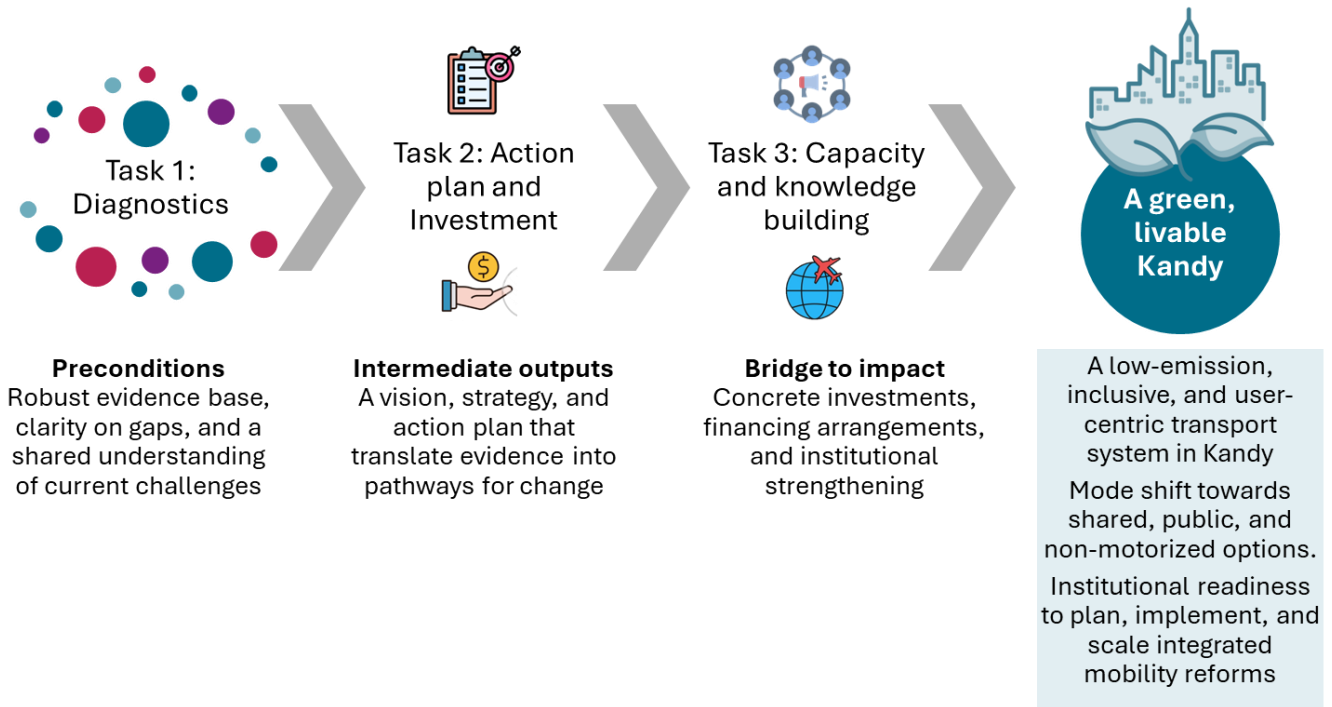 Task 1:
Diagnostics
Task 2: Action
plan and
Investment
Task 3: Capacity
and knowledge
building
A green,
livable
Kandy
Preconditions
Robust evidence base,
clarity on gaps, and a
shared understanding
of current challenges
Intermediate outputs
A vision, strategy, and
action plan that
translate evidence into
pathways for change
Bridge to impact
Concrete investments,
financing arrangements,
and institutional
strengthening
A low-emission,
inclusive, and user-
centric transport
system in Kandy
Mode shift towards
shared, public, and
non-motorized options.
Institutional readiness
to plan, implement, and
scale integrated
mobility reforms